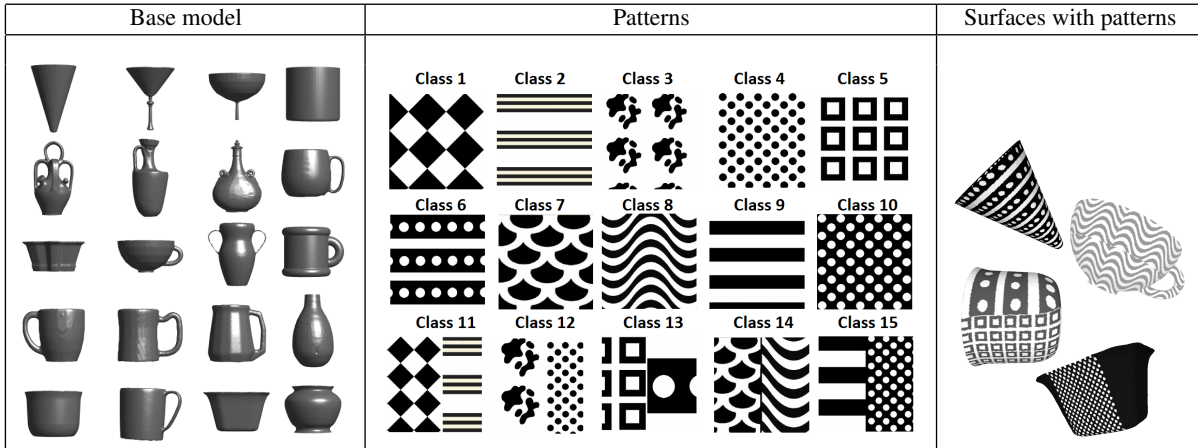 Base model Patterns Surfaces with patterns
Class 1 Class 2 Class 3 Class 4 Class 5
Class 6 Class 7 Class 8 Class 9 Class 10
Class 11 Class 12 Class 13 Class 14 Class 15